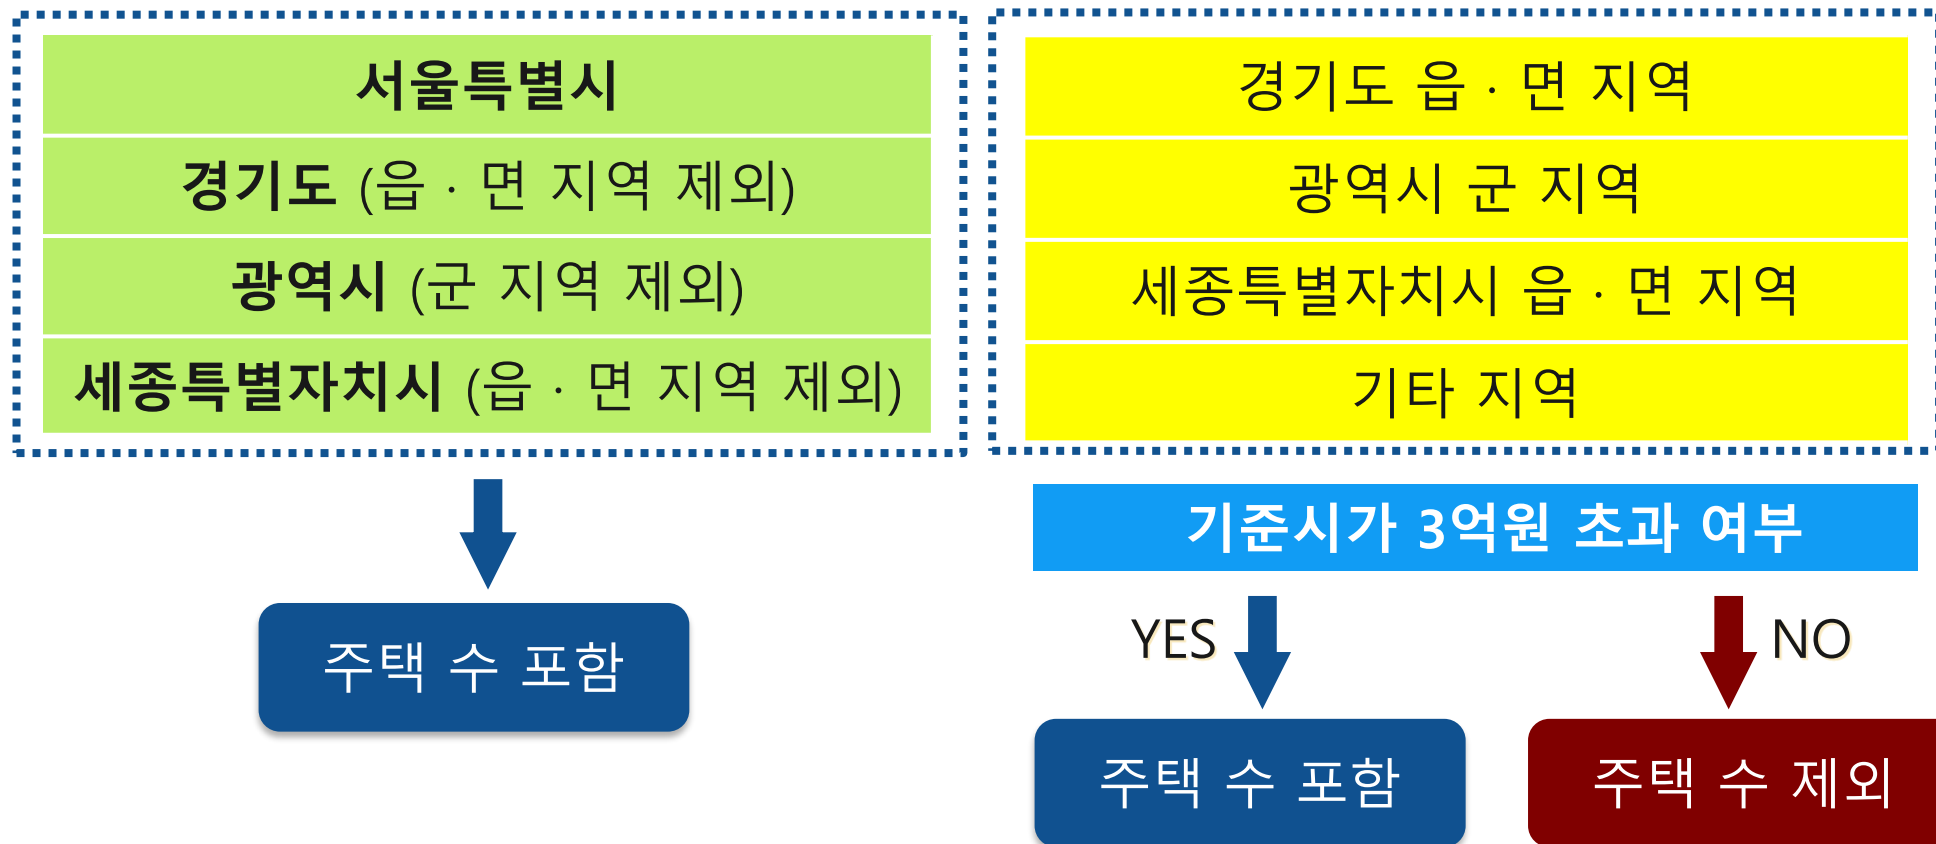 서울특별시
경기도 (읍 · 면 지역 제외)
광역시 (군 지역 제외)
세종특별자치시 (읍 · 면 지역 제외)
주택 수 포함
경기도 읍 · 면 지역
광역시 군 지역
세종특별자치시 읍 · 면 지역
기타 지역
기준시가 3억원 초과 여부
YES
NO
주택 수 포함
주택 수 제외